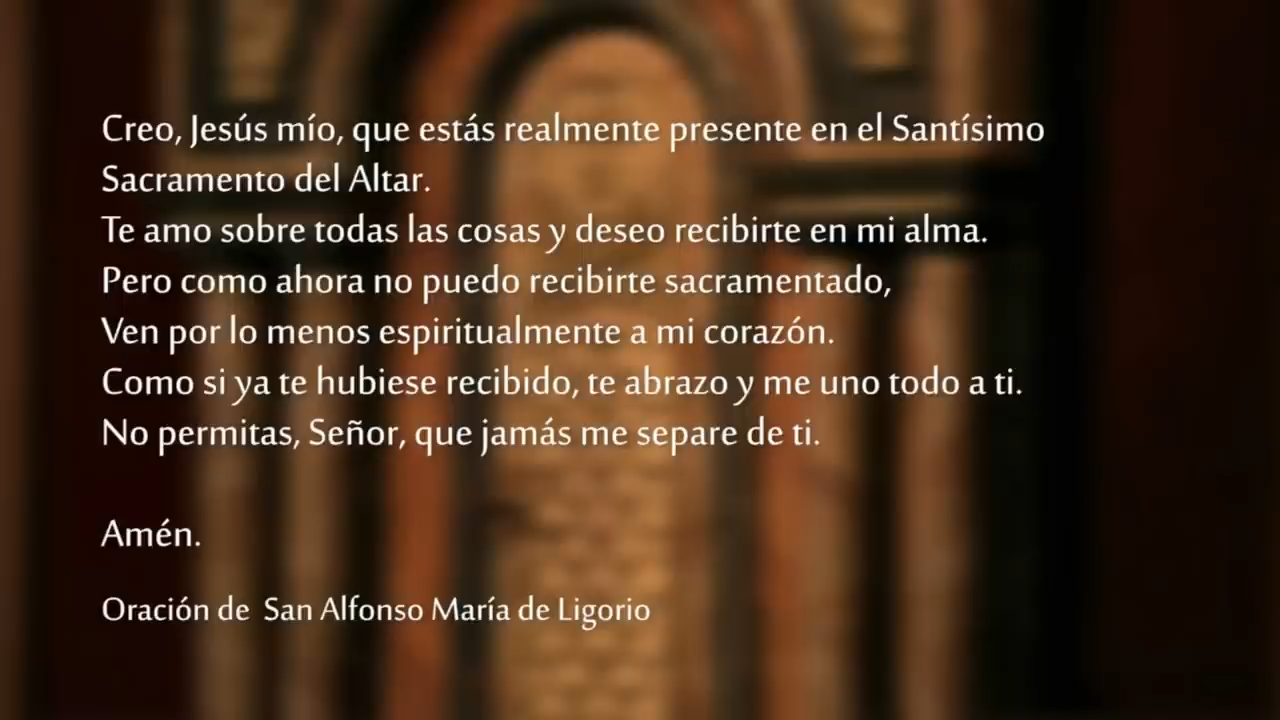 Creo, Jesús mío, que estás realmente presente en el Santísimo
Sacramento del Altar.
Te amo sobre todas las cosas y deseo recibirte en mi alma.
Pero como ahora no puedo recibirte sacramentado,
Ven por lo menos espiritualmente a mi corazón.
Como si ya te hubiese recibido, te abrazo y me uno todo a ti.
No permitas, Señor, que jamás me separe de ti.
Amén.
Oración de  San Alfonso María de Ligorio